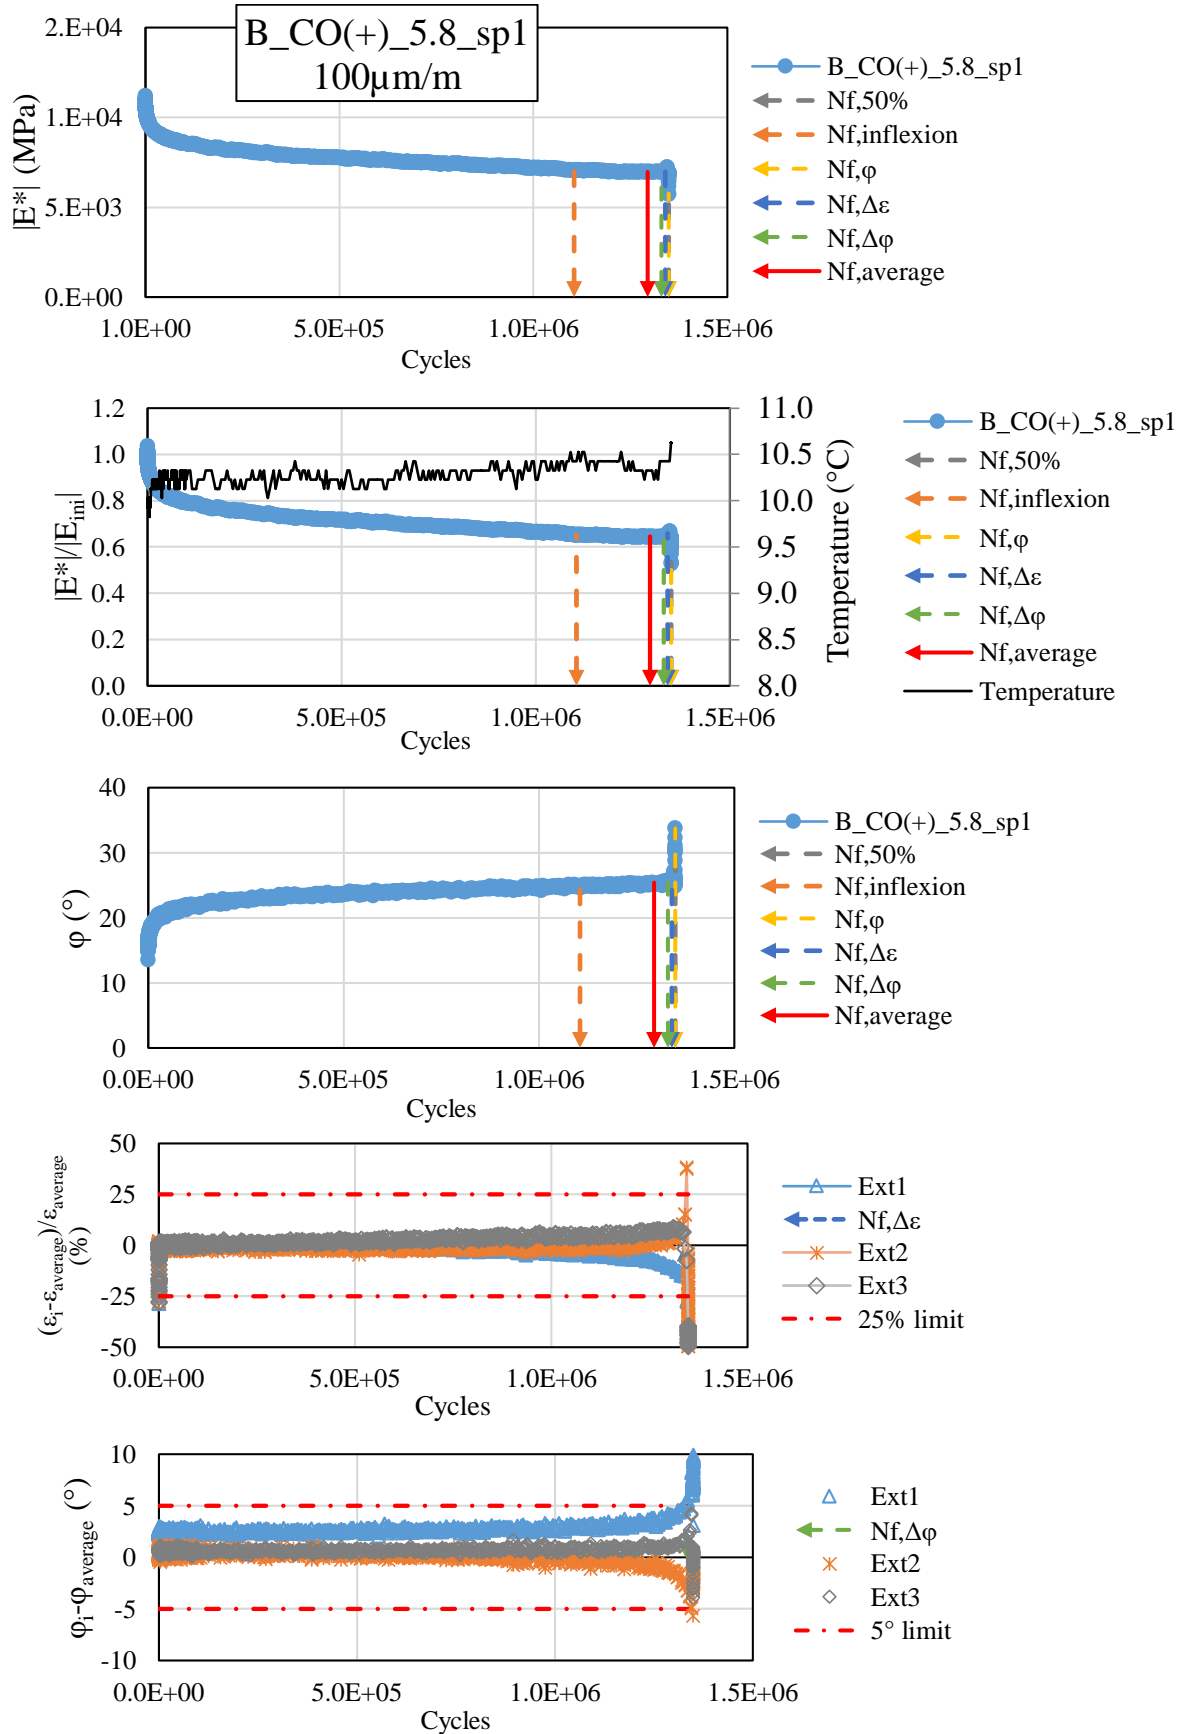 B_CO(+)_5.8_sp1
100μm/m
2.E+04
1.E+04
5.E+03
0.E+00
|E*| (MPa)
1.0E+00
5.0E+05
1.0E+06
1.5E+06
Cycles
B_CO(+)_5.8_sp1
Nf,50%
Nf,inflexion
Nf,φ
Nf,Δε
Nf,Δφ
Nf,average
1.2
1.0
0.8
0.6
0.4
0.2
0.0
|E*|/|E_ini|
11.0
10.5
10.0
9.5
9.0
8.5
8.0
Temperature (°C)
0.0E+00
5.0E+05
1.0E+06
1.5E+06
Cycles
B_CO(+)_5.8_sp1
Nf,50%
Nf,inflexion
Nf,φ
Nf,Δε
Nf,Δφ
Nf,average
Temperature
40
30
20
10
0
φ (°)
0.0E+00
5.0E+05
1.0E+06
1.5E+06
Cycles
B_CO(+)_5.8_sp1
Nf,50%
Nf,inflexion
Nf,φ
Nf,Δε
Nf,Δφ
Nf,average
50
25
0
-25
-50
(ε_i-ε_average)/ε_average
(%)
0.0E+00
5.0E+05
1.0E+06
1.5E+06
Cycles
Ext1
Nf,Δε
Ext2
Ext3
25% limit
10
5
0
-5
-10
φ_i-φ_average (°)
0.0E+00
5.0E+05
1.0E+06
1.5E+06
Cycles
Ext1
Nf,Δφ
Ext2
Ext3
5° limit